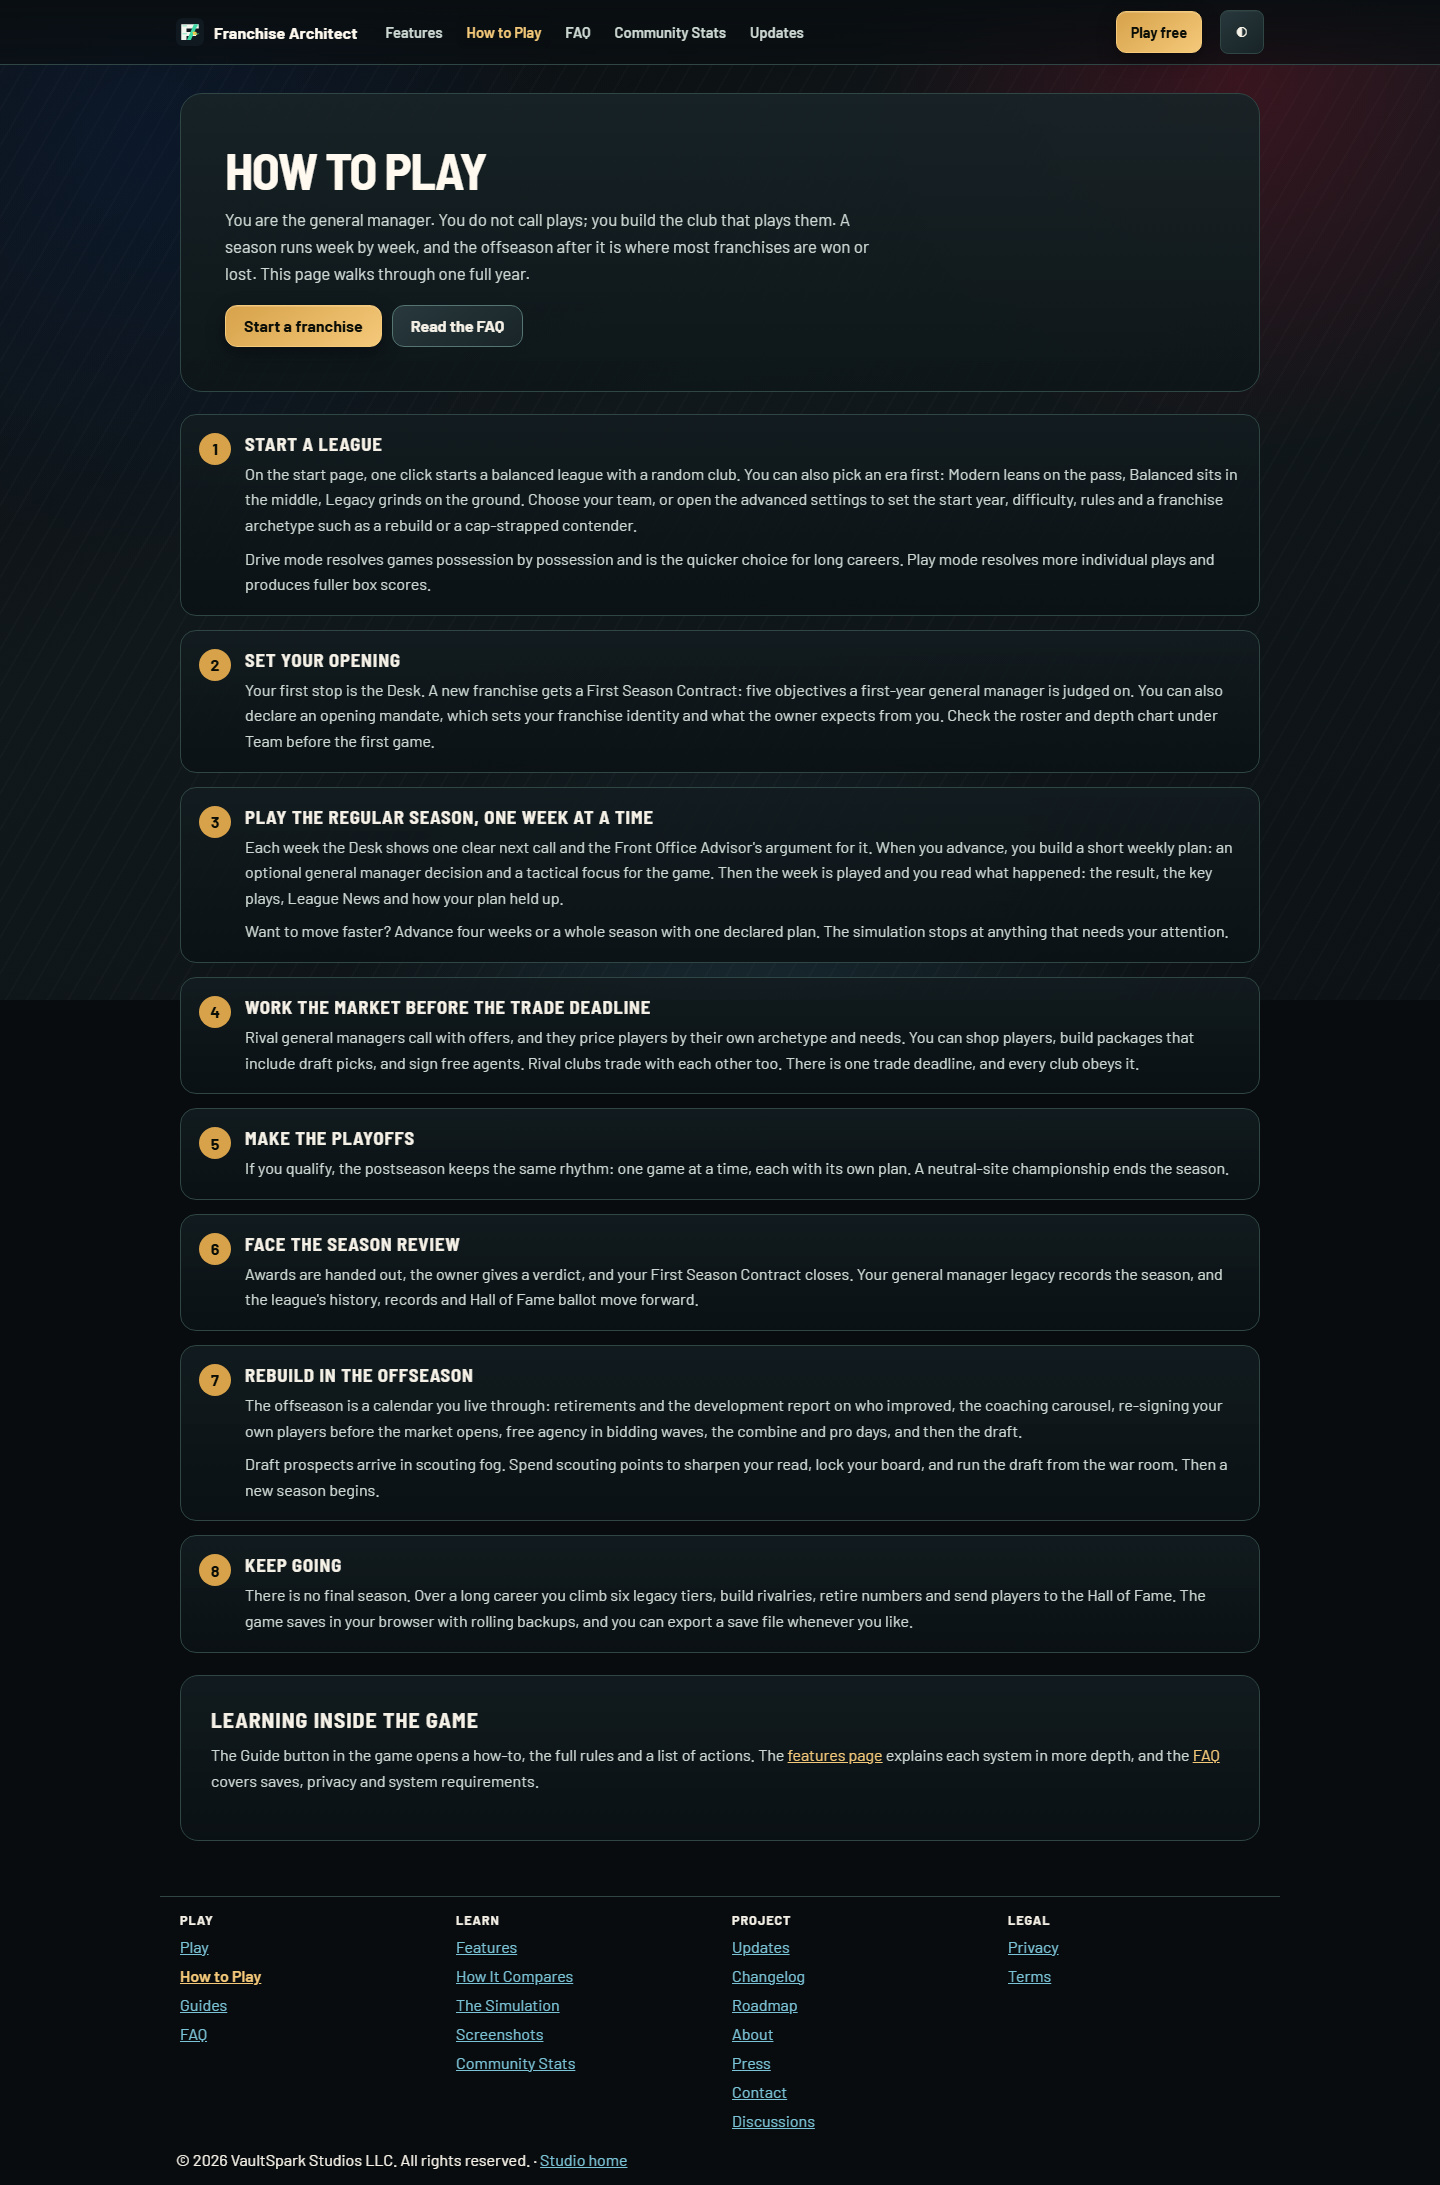 Franchise Architect
Features
How to Play
FAQ
Community Stats
Updates
Play free
HOW TO PLAY
You are the general manager. You do not call plays; you build the club that plays them. A
season runs week by week, and the offseason after it is where most franchises are won or
lost. This page walks through one full year.
Start a franchise
Read the FAQ
1
START A LEAGUE
On the start page, one click starts a balanced league with a random club. You can also pick an era first: Modern leans on the pass, Balanced sits in
the middle, Legacy grinds on the ground. Choose your team, or open the advanced settings to set the start year, difficulty, rules and a franchise
archetype such as a rebuild or a cap-strapped contender.
Drive mode resolves games possession by possession and is the quicker choice for long careers. Play mode resolves more individual plays and
produces fuller box scores.
2
SET YOUR OPENING
Your first stop is the Desk. A new franchise gets a First Season Contract: five objectives a first-year general manager is judged on. You can also
declare an opening mandate, which sets your franchise identity and what the owner expects from you. Check the roster and depth chart under
Team before the first game.
3
PLAY THE REGULAR SEASON, ONE WEEK AT A TIME
Each week the Desk shows one clear next call and the Front Office Advisor's argument for it. When you advance, you build a short weekly plan: an
optional general manager decision and a tactical focus for the game. Then the week is played and you read what happened: the result, the key
plays, League News and how your plan held up.
Want to move faster? Advance four weeks or a whole season with one declared plan. The simulation stops at anything that needs your attention.
4
WORK THE MARKET BEFORE THE TRADE DEADLINE
Rival general managers call with offers, and they price players by their own archetype and needs. You can shop players, build packages that
include draft picks, and sign free agents. Rival clubs trade with each other too. There is one trade deadline, and every club obeys it.
5
MAKE THE PLAYOFFS
If you qualify, the postseason keeps the same rhythm: one game at a time, each with its own plan. A neutral-site championship ends the season.
6
FACE THE SEASON REVIEW
Awards are handed out, the owner gives a verdict, and your First Season Contract closes. Your general manager legacy records the season, and
the league's history, records and Hall of Fame ballot move forward.
7
REBUILD IN THE OFFSEASON
The offseason is a calendar you live through: retirements and the development report on who improved, the coaching carousel, re-signing your
own players before the market opens, free agency in bidding waves, the combine and pro days, and then the draft.
Draft prospects arrive in scouting fog. Spend scouting points to sharpen your read, lock your board, and run the draft from the war room. Then a
new season begins.
8
KEEP GOING
There is no final season. Over a long career you climb six legacy tiers, build rivalries, retire numbers and send players to the Hall of Fame. The
game saves in your browser with rolling backups, and you can export a save file whenever you like.
LEARNING INSIDE THE GAME
The Guide button in the game opens a how-to, the full rules and a list of actions. The features page explains each system in more depth, and the FAQ
covers saves, privacy and system requirements.
PLAY
Play
How to Play
Guides
FAQ
LEARN
Features
How It Compares
The Simulation
Screenshots
Community Stats
PROJECT
Updates
Changelog
Roadmap
About
Press
Contact
Discussions
LEGAL
Privacy
Terms
© 2026 VaultSpark Studios LLC. All rights reserved. · Studio home